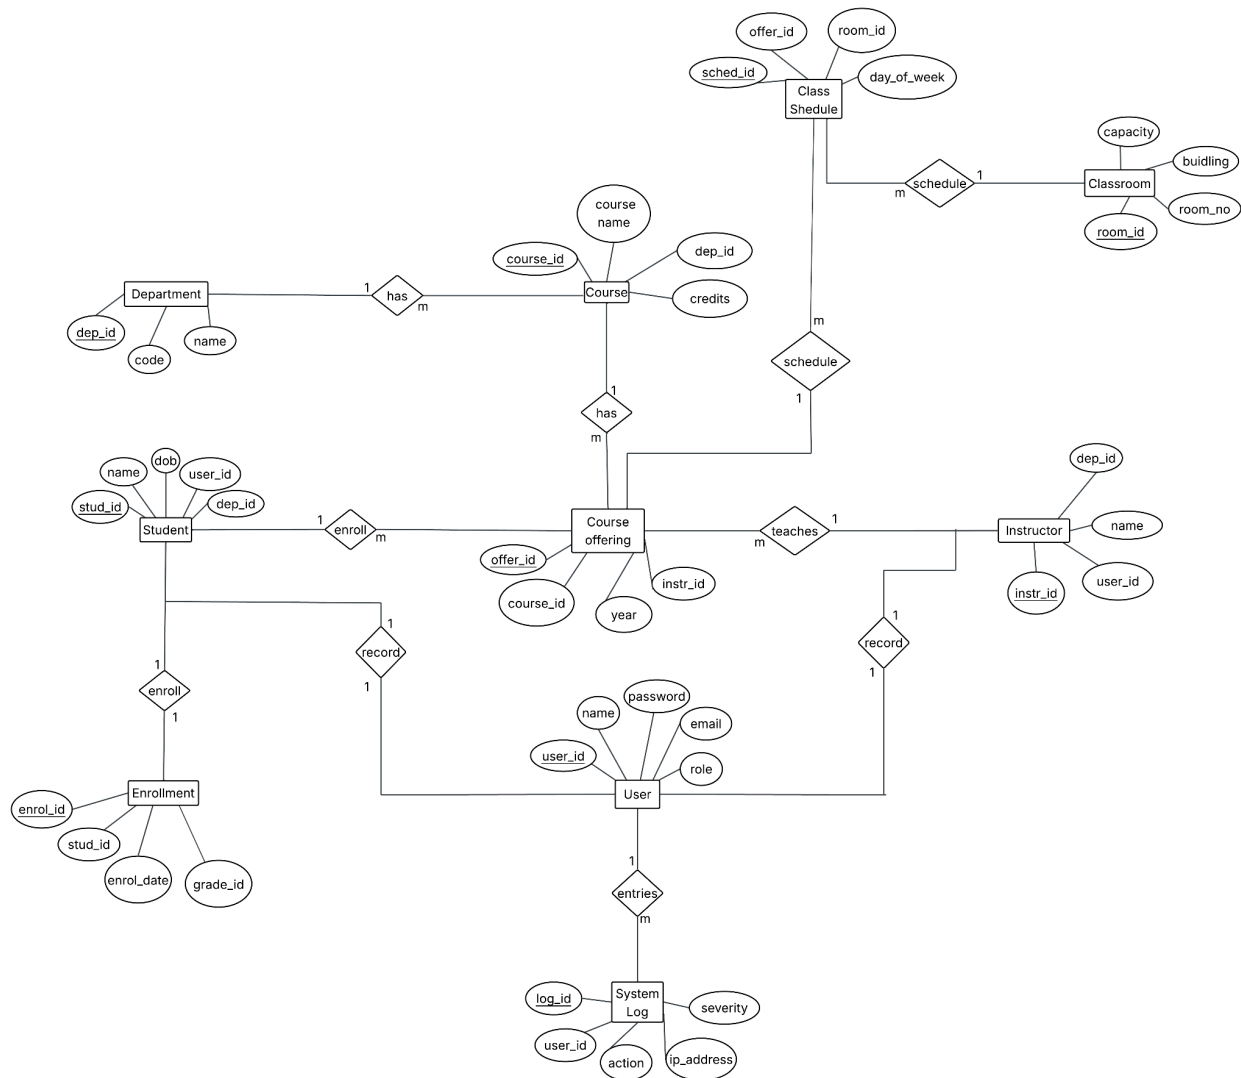 offer_id
room_id
sched_id
day_of_week
Class
Shedule
capacity
buidling
schedule
1
m
Classroom
room_no
room_id
course
name
course_id
dep_id
Department
1
has
m
Course
credits
dep_id
code
name
m
schedule
1
1
has
m
name
dob
user_id
stud_id
dep_id
Student
1
enroll
m
Course
offering
offer_id
course_id
year
instr_id
m
teaches
1
dep_id
name
Instructor
user_id
instr_id
1
record
1
1
record
1
1
enroll
1
name
password
email
user_id
role
User
Enrollment
enrol_id
stud_id
enrol_date
grade_id
1
entries
m
log_id
System
Log
severity
user_id
action
ip_address